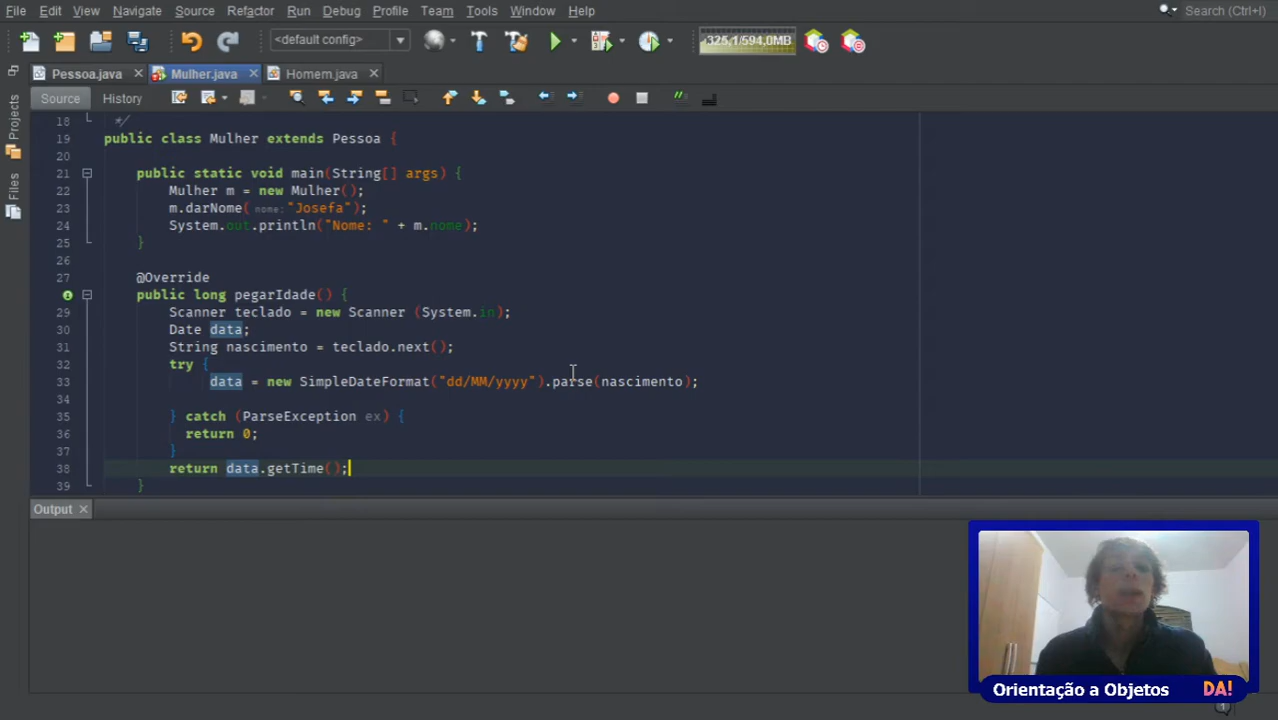 File Edit View Navigate Source Refactor Run Debug Profile Team Tools Window Help Search (Ctrl+I)
<default config> 325,1/594,0MB
Pessoa.java Mulher.java Homem.java
Source History
Projects
Files
18 */
19 public class Mulher extends Pessoa {
20
21 public static void main(String[] args) {
22 Mulher m = new Mulher();
23 m.darNome( nome: "Josefa");
24 System.out.println("Nome: " + m.nome);
25 }
26
27 @Override
public long pegarIdade() {
29 Scanner teclado = new Scanner (System.in);
30 Date data;
31 String nascimento = teclado.next();
32 try {
33 data = new SimpleDateFormat("dd/MM/yyyy").parse(nascimento);
34
35 } catch (ParseException ex) {
36 return 0;
37 }
38 return data.getTime();
39 }
Output
Orientação a Objetos DA!
1